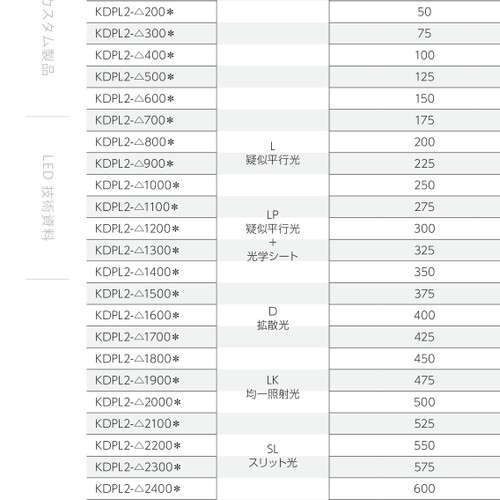 カスタム製品
LED 技術資料
KDPL2-△200＊ 50
KDPL2-△300＊ 75
KDPL2-△400＊ 100
KDPL2-△500＊ 125
KDPL2-△600＊ 150
KDPL2-△700＊ 175
KDPL2-△800＊ 200
KDPL2-△900＊ 225
KDPL2-△1000＊ 250
KDPL2-△1100＊ 275
KDPL2-△1200＊ 300
KDPL2-△1300＊ 325
KDPL2-△1400＊ 350
KDPL2-△1500＊ 375
KDPL2-△1600＊ 400
KDPL2-△1700＊ 425
KDPL2-△1800＊ 450
KDPL2-△1900＊ 475
KDPL2-△2000＊ 500
KDPL2-△2100＊ 525
KDPL2-△2200＊ 550
KDPL2-△2300＊ 575
KDPL2-△2400＊ 600
L
疑似平行光
LP
疑似平行光
+
光学シート
D
拡散光
LK
均一照射光
SL
スリット光